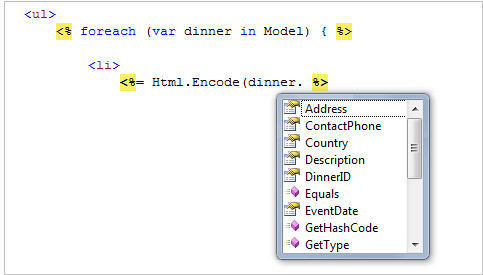 <ul>
<% foreach (var dinner in Model) { %>
<li>
<%= Html.Encode(dinner. %>
Address
ContactPhone
Country
Description
DinnerID
Equals
EventDate
GetHashCode
GetType